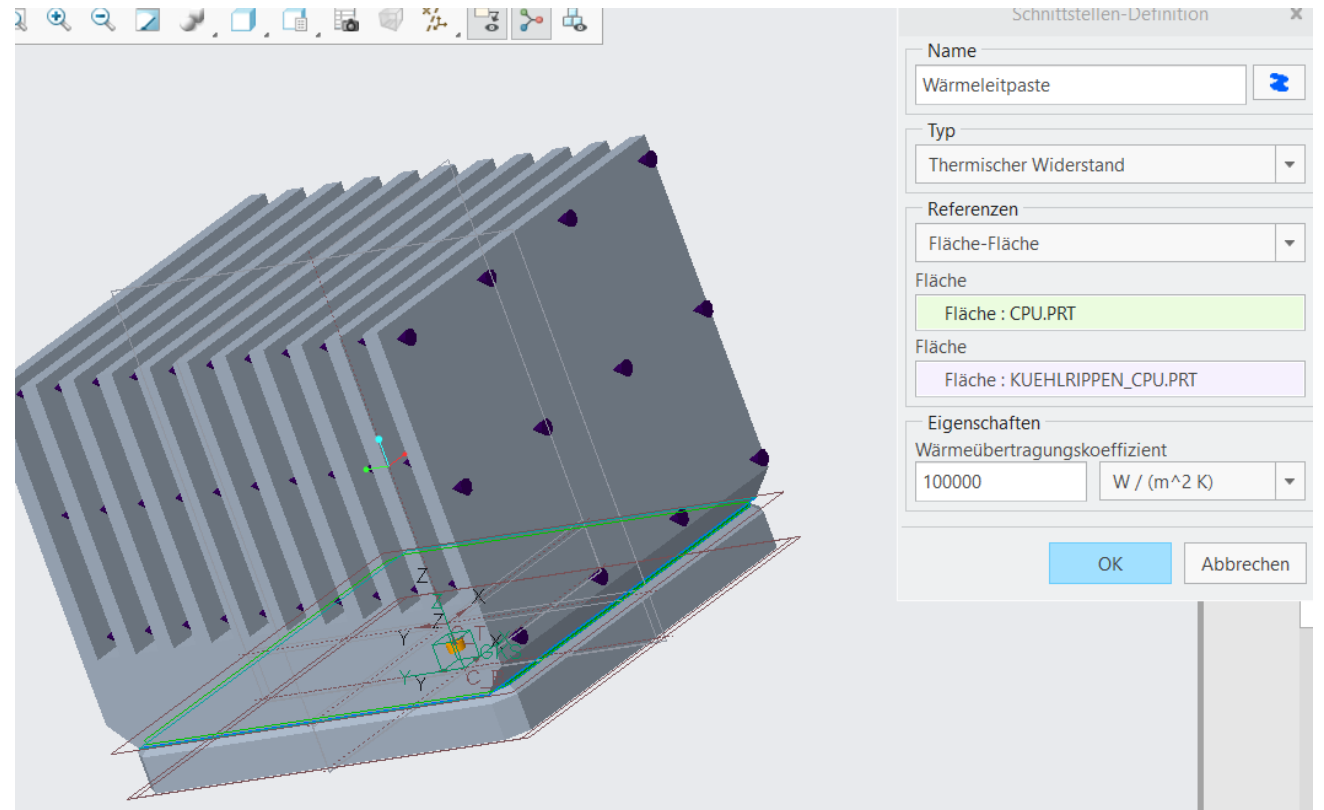 Schnittstellen-Definition
Name
Wärmeleitpaste
Typ
Thermischer Widerstand
Referenzen
Fläche-Fläche
Fläche
Fläche : CPU.PRT
Fläche
Fläche : KUEHLRIPPEN_CPU.PRT
Eigenschaften
Wärmeübertragungskoeffizient
100000 W / (m^2 K)
OK Abbrechen
Z
X
Z
Y
X
Y
Y